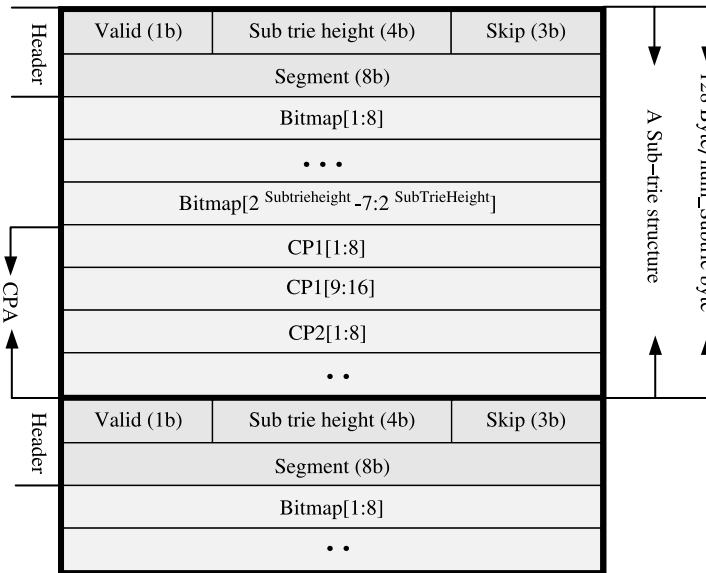 Header
Valid (1b) Sub trie height (4b) Skip (3b)
Segment (8b)
Bitmap[1:8]
...
Bitmap[2 Subtrieheight -7:2 SubTrieHeight]
CP1[1:8]
CP1[9:16]
CP2[1:8]
..
CPA
A Sub-trie structure
Header
Valid (1b) Sub trie height (4b) Skip (3b)
Segment (8b)
Bitmap[1:8]
..